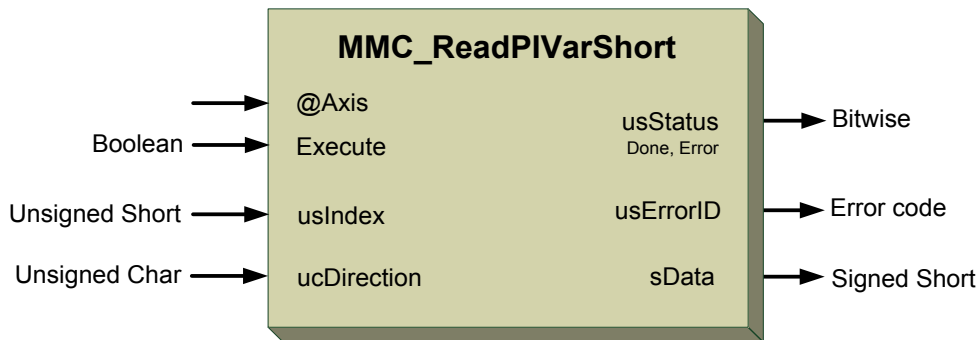 MMC_ReadPIVarShort
@Axis
Boolean Execute
Unsigned Short usIndex
Unsigned Char ucDirection
usStatus Bitwise
Done, Error
usErrorID Error code
sData Signed Short